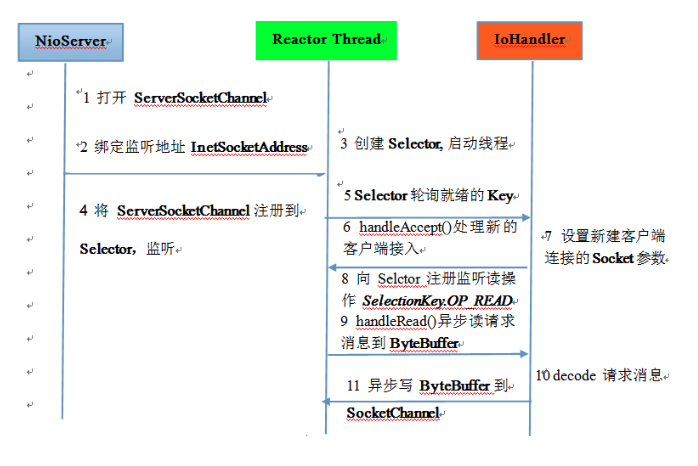 NioServer
Reactor Thread
IoHandler
1 打开 ServerSocketChannel
2 绑定监听地址 InetSocketAddress
3 创建 Selector, 启动线程
4 将 ServerSocketChannel 注册到
Selector，监听
5 Selector 轮询就绪的 Key
6 handleAccept()处理新的
客户端接入
7 设置新建客户端
连接的 Socket 参数
8 向 Selctor 注册监听读操
作 SelectionKey.OP_READ
9 handleRead()异步读请求
消息到 ByteBuffer
10 decode 请求消息
11 异步写 ByteBuffer 到
SocketChannel